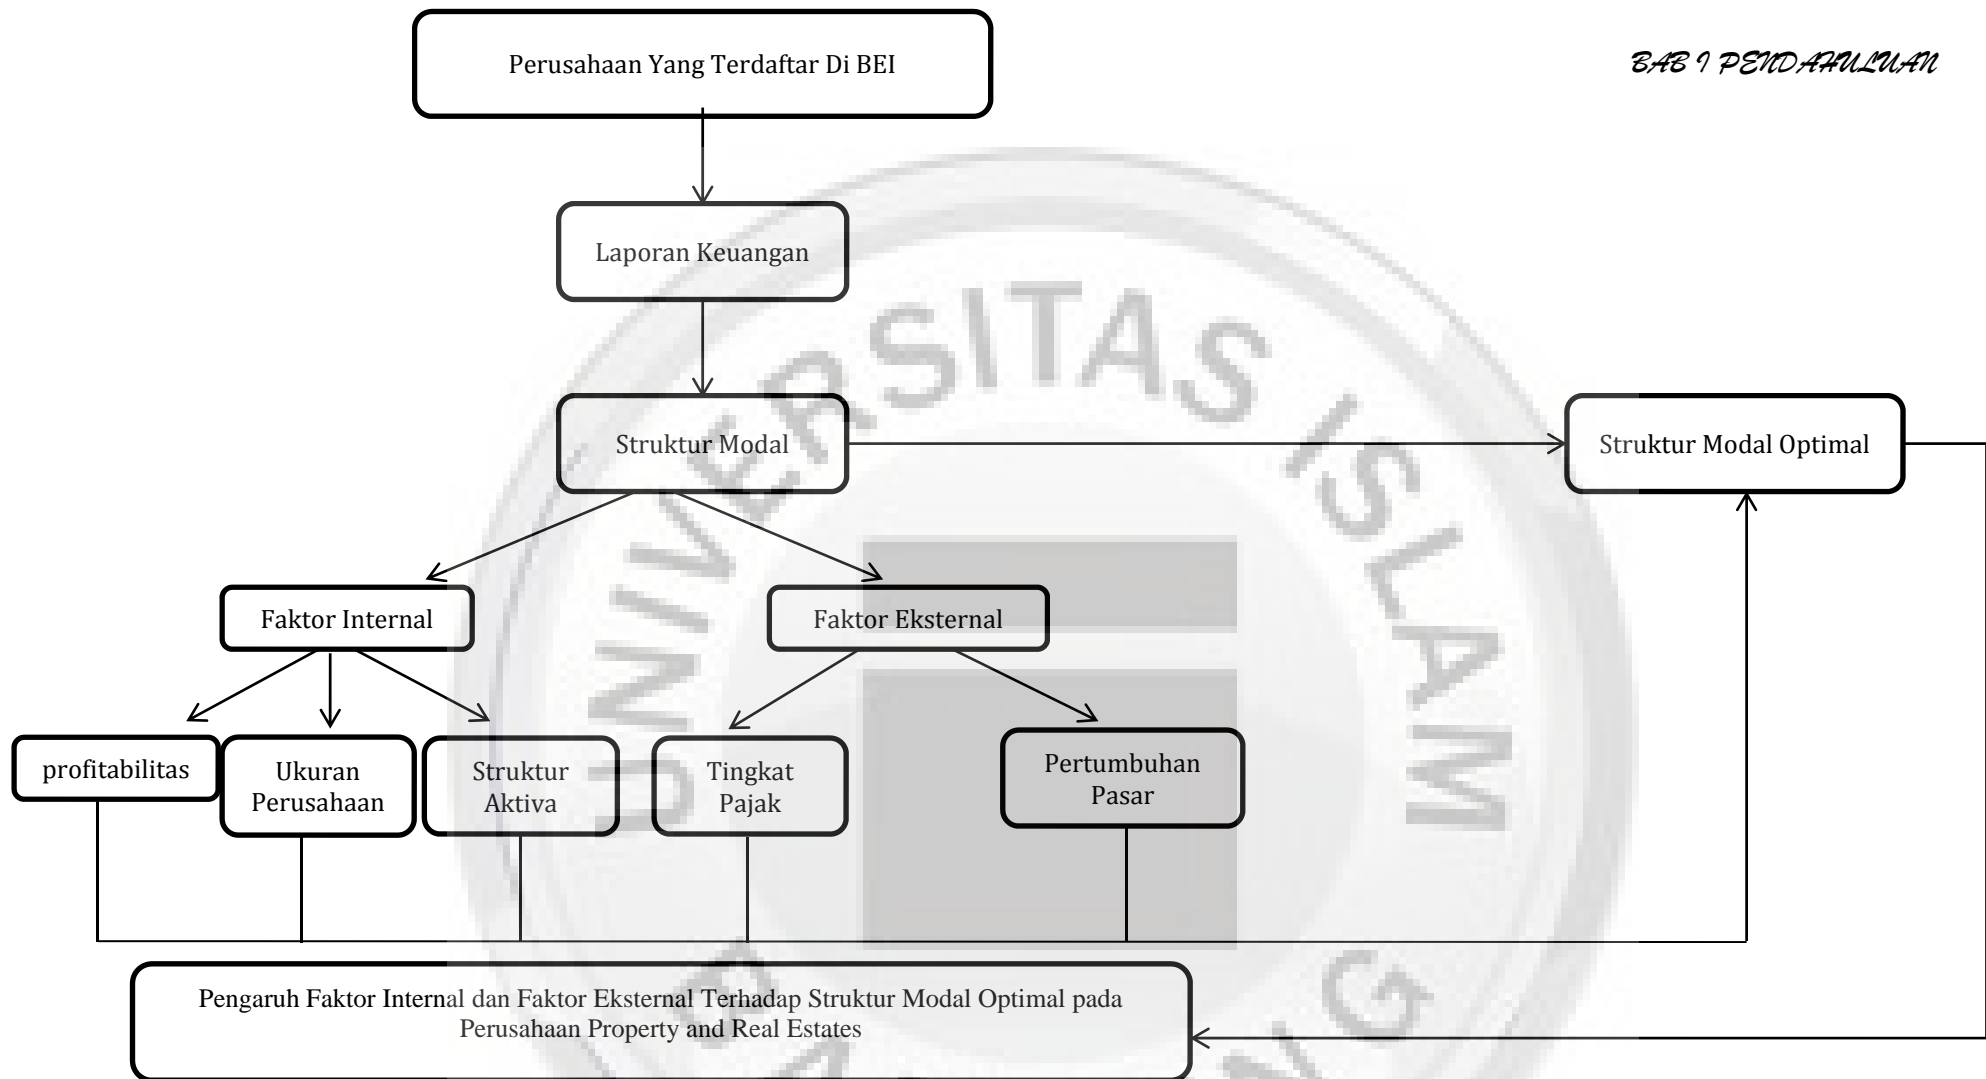 BAB I PENDAHULUAN
Perusahaan Yang Terdaftar Di BEI
Laporan Keuangan
Struktur Modal
Struktur Modal Optimal
Faktor Internal
Faktor Eksternal
profitabilitas
Ukuran
Perusahaan
Struktur
Aktiva
Tingkat
Pajak
Pertumbuhan
Pasar
Pengaruh Faktor Internal dan Faktor Eksternal Terhadap Struktur Modal Optimal pada
Perusahaan Property and Real Estates
UNIVERSITAS ISLAM